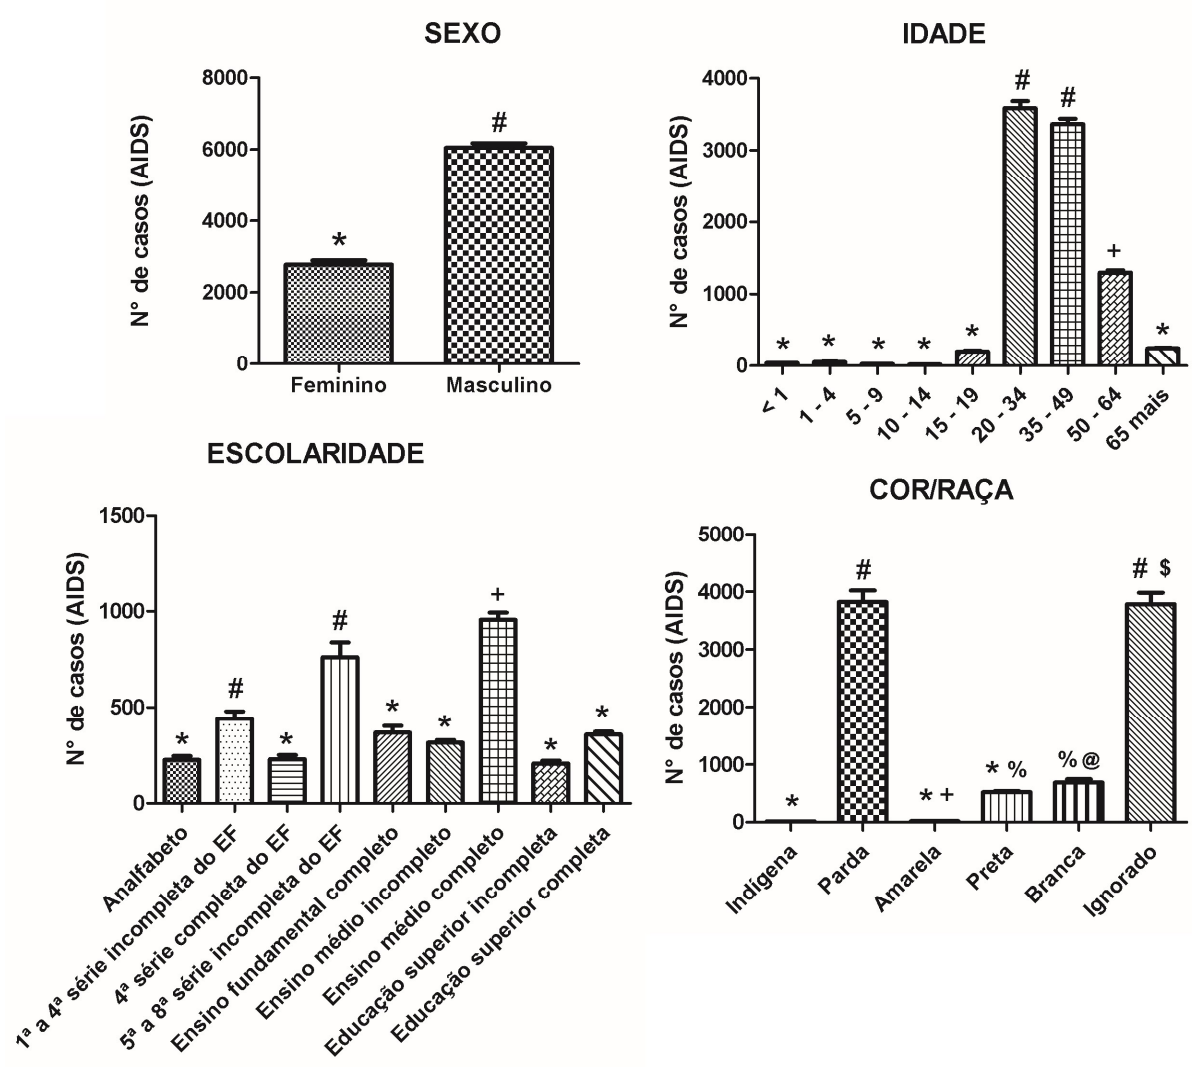 SEXO
N° de casos (AIDS)
8000
6000
4000
2000
0
*
#
Feminino
Masculino
IDADE
N° de casos (AIDS)
4000
3000
2000
1000
0
*
*
*
*
*
#
#
+
*
< 1
1 - 4
5 - 9
10 - 14
15 - 19
20 - 34
35 - 49
50 - 64
65 mais
ESCOLARIDADE
N° de casos (AIDS)
1500
1000
500
0
*
#
*
#
*
*
+
*
*
Analfabeto
1ª a 4ª série incompleta do EF
4ª série completa do EF
5ª a 8ª série incompleta do EF
Ensino fundamental completo
Ensino médio incompleto
Ensino médio completo
Educação superior incompleta
Educação superior completa
COR/RAÇA
N° de casos (AIDS)
5000
4000
3000
2000
1000
0
*
#
* +
* %
% @
# $
Indígena
Parda
Amarela
Preta
Branca
Ignorado